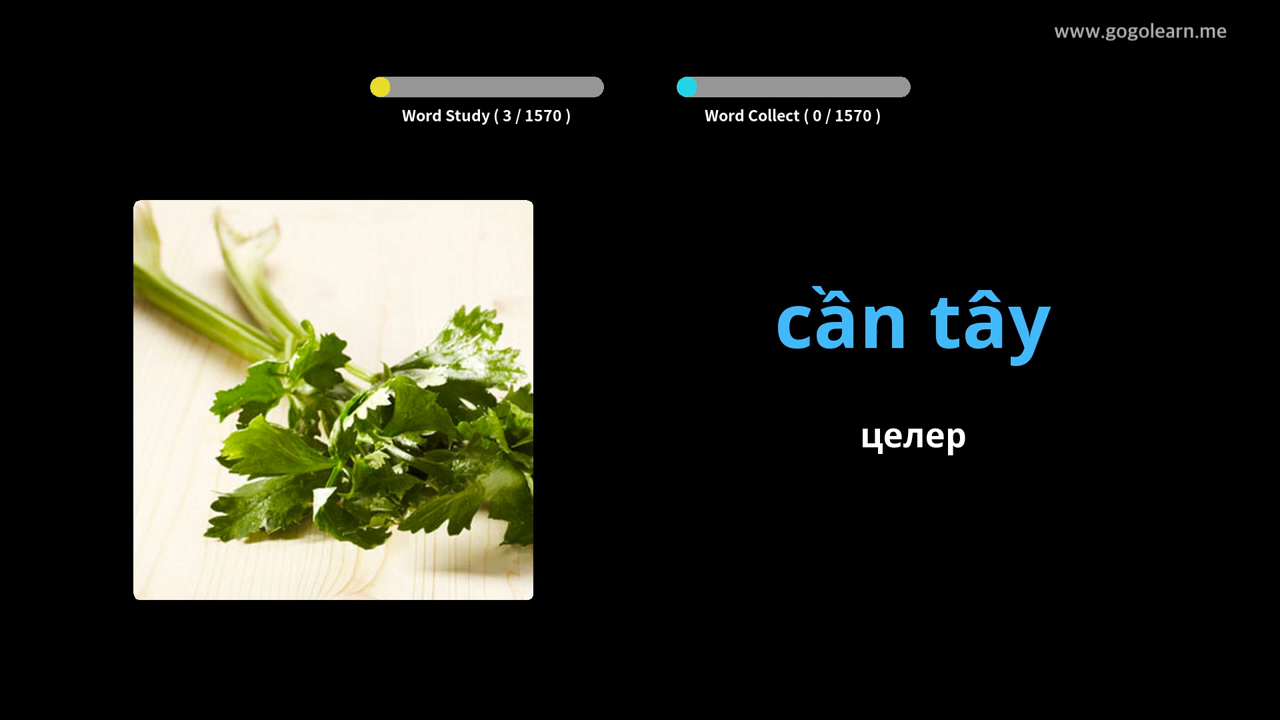 www.gogolearn.me
Word Study ( 3 / 1570 )
Word Collect ( 0 / 1570 )
cần tây
целер